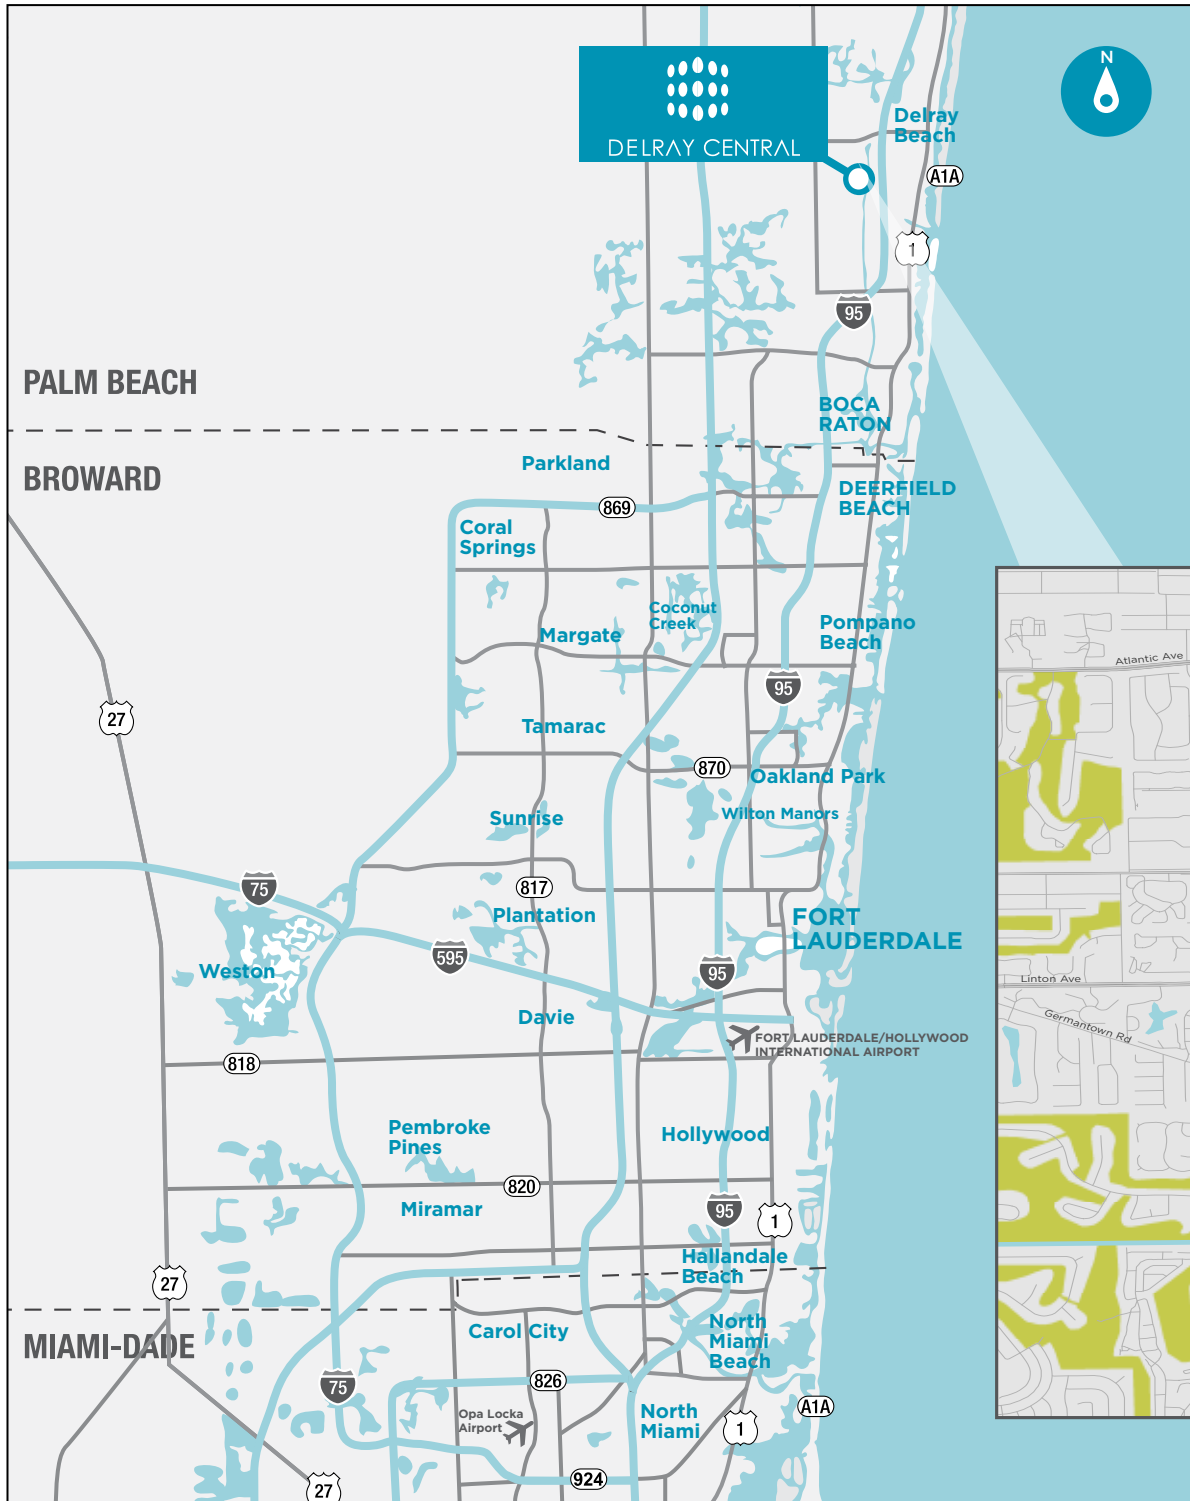 N
DELRAY CENTRAL
Delray
Beach
A1A
1
95
PALM BEACH
BOCA
RATON
BROWARD
Parkland
DEERFIELD
BEACH
869
Coral
Springs
Coconut
Creek
Margate
Pompano
Beach
Atlantic Ave
95
27
Tamarac
870
Oakland Park
Sunrise
Wilton Manors
75
817
Plantation
FORT
LAUDERDALE
595
95
Weston
Linton Ave
Davie
Germantown Rd
FORT LAUDERDALE/HOLLYWOOD
INTERNATIONAL AIRPORT
818
Pembroke
Pines
Hollywood
820
Miramar
95
1
Hallandale
Beach
27
MIAMI-DADE
Carol City
North
Miami
Beach
75
826
A1A
Opa Locka
Airport
North
Miami
1
924
27